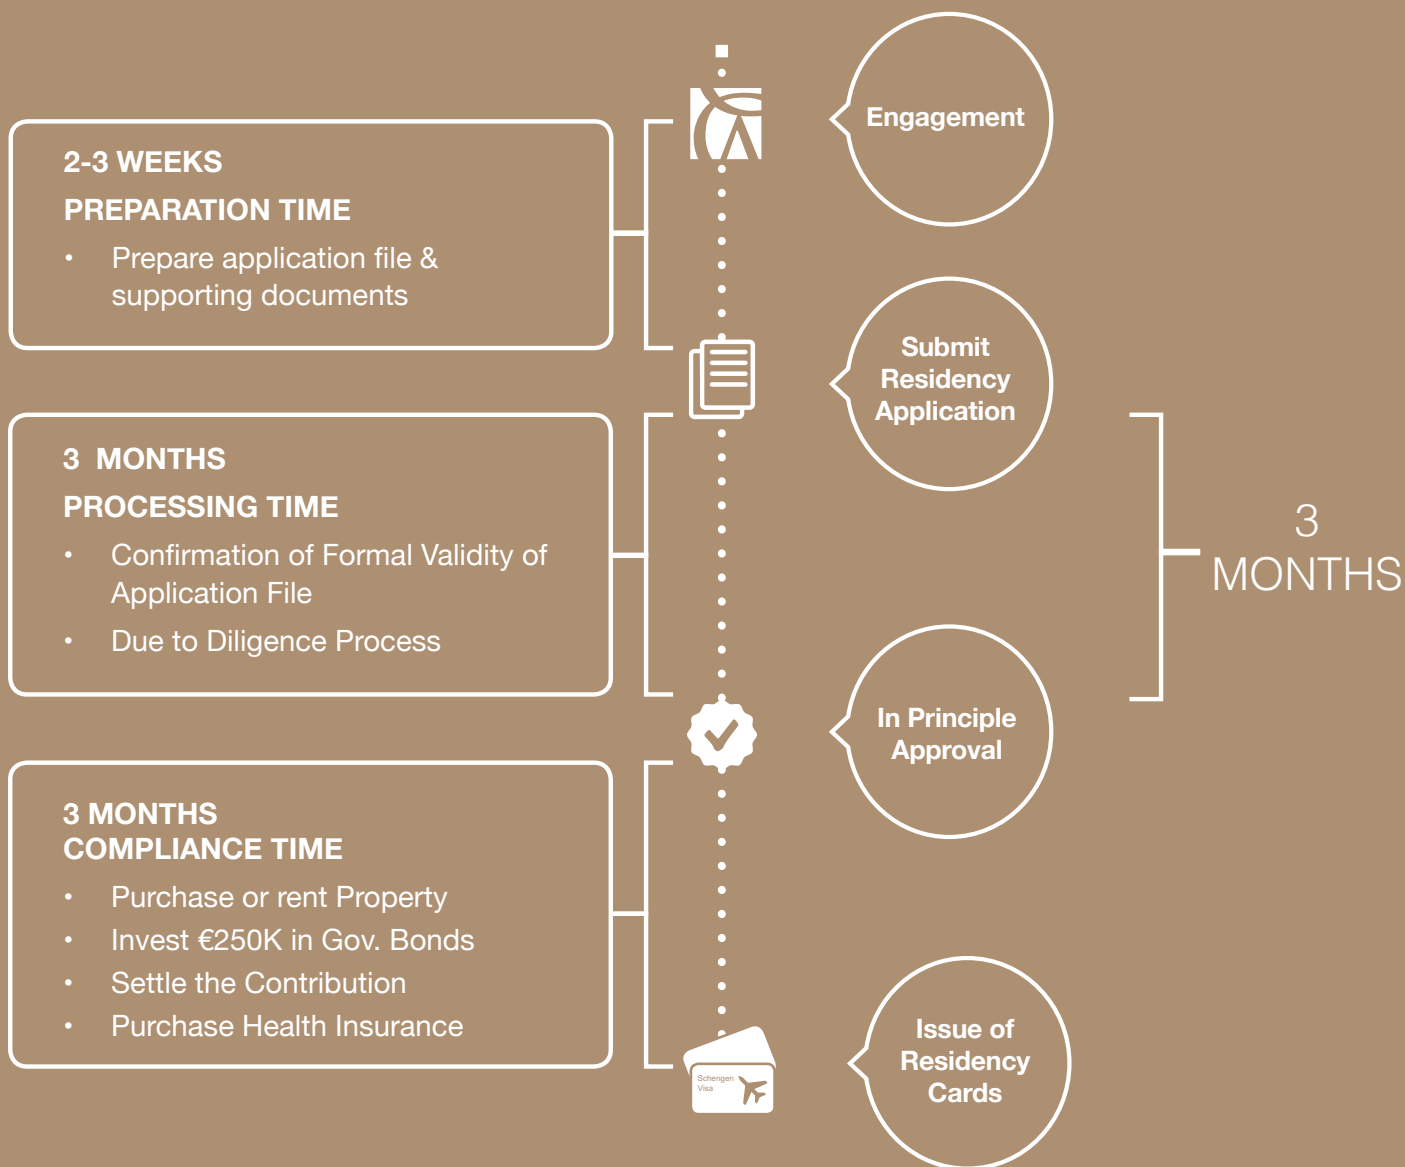 Engagement
2-3 WEEKS
PREPARATION TIME
• Prepare application file &
supporting documents
Submit
Residency
Application
3 MONTHS
PROCESSING TIME
• Confirmation of Formal Validity of
Application File
• Due to Diligence Process
3
MONTHS
In Principle
Approval
3 MONTHS
COMPLIANCE TIME
• Purchase or rent Property
• Invest €250K in Gov. Bonds
• Settle the Contribution
• Purchase Health Insurance
Issue of
Residency
Cards
Schengen
Visa